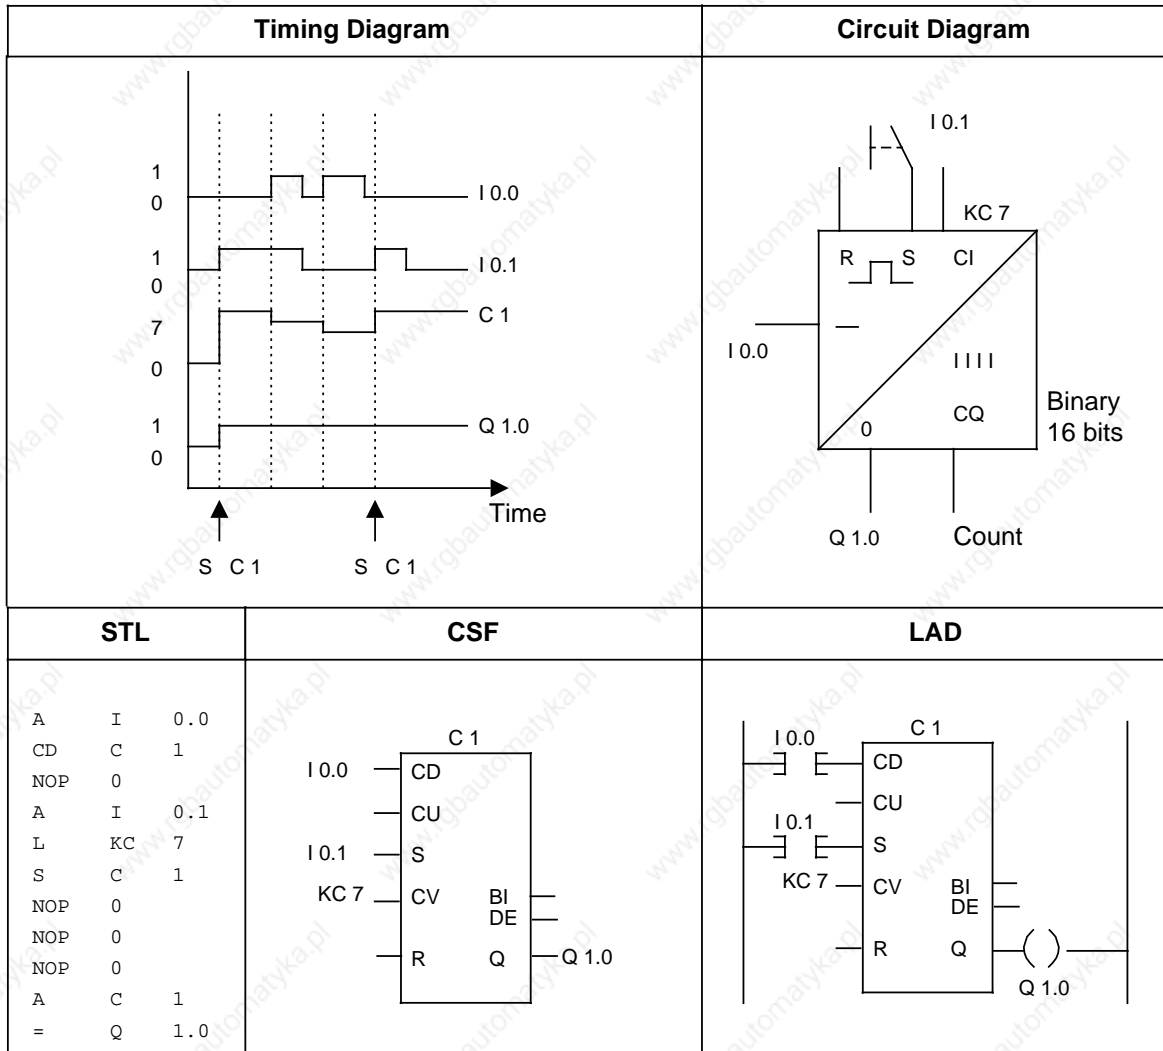 Timing Diagram
Circuit Diagram
1
0
I 0.0
1
0
I 0.1
7
0
C 1
1
0
Q 1.0
Time
S C 1
S C 1
I 0.1
KC 7
R S CI
I 0.0
I I I I
CQ
0
Binary
16 bits
Q 1.0
Count
STL
CSF
LAD
A I 0.0
CD C 1
NOP 0
A I 0.1
L KC 7
S C 1
NOP 0
NOP 0
NOP 0
A C 1
= Q 1.0
C 1
I 0.0
CD
CU
I 0.1
S
KC 7
CV
BI
DE
R
Q
Q 1.0
C 1
I 0.0
CD
CU
I 0.1
S
KC 7
CV
BI
DE
R
Q
Q 1.0
www.rgbautomatyka.pl